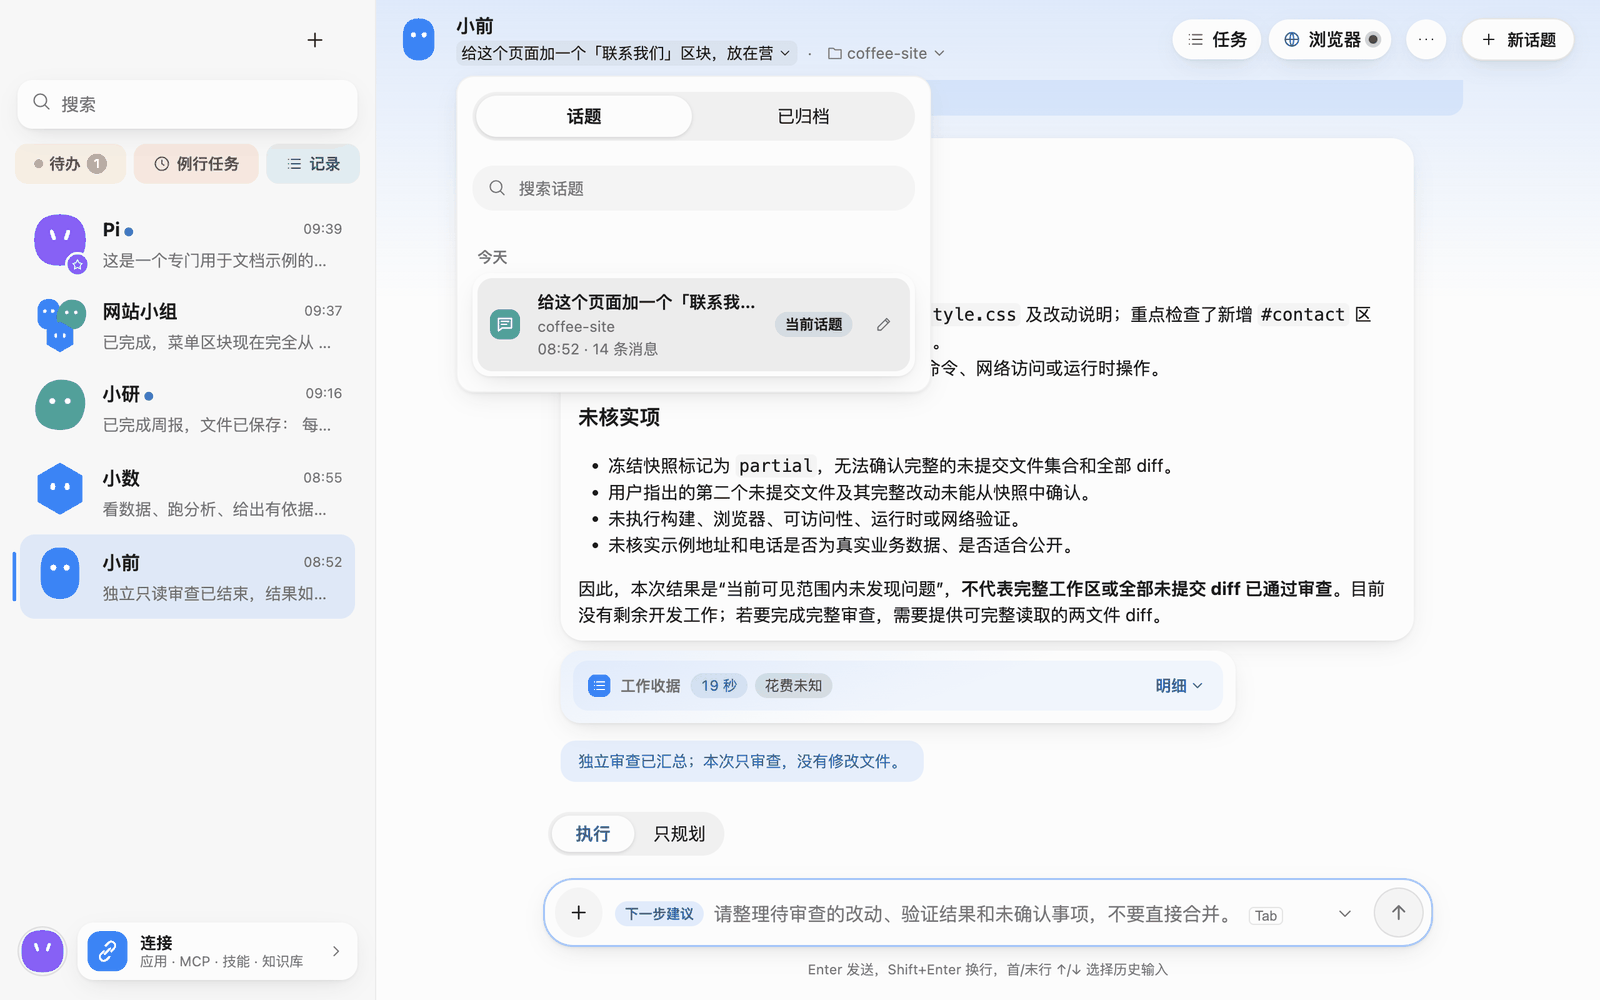 搜索
待办 1
例行任务
记录
Pi 09:39
这是一个专门用于文档示例的...
网站小组 09:37
已完成，菜单区块现在完全从 ...
小研 09:16
已完成周报，文件已保存： 每...
小数 08:55
看数据、跑分析、给出有依据...
小前 08:52
独立只读审查已结束，结果如...
连接
应用 · MCP · 技能 · 知识库
小前
给这个页面加一个「联系我们」区块，放在营 · coffee-site
任务
浏览器
新话题
话题
已归档
搜索话题
今天
给这个页面加一个「联系我...
coffee-site
08:52 · 14 条消息
当前话题
tyle.css 及改动说明；重点检查了新增 #contact 区
。
命令、网络访问或运行时操作。
未核实项
• 冻结快照标记为 partial，无法确认完整的未提交文件集合和全部 diff。
• 用户指出的第二个未提交文件及其完整改动未能从快照中确认。
• 未执行构建、浏览器、可访问性、运行时或网络验证。
• 未核实示例地址和电话是否为真实业务数据、是否适合公开。
因此，本次结果是“当前可见范围内未发现问题”，不代表完整工作区或全部未提交 diff 已通过审查。目前
没有剩余开发工作；若要完成完整审查，需要提供可完整读取的两文件 diff。
工作收据 19 秒 花费未知 明细
独立审查已汇总；本次只审查，没有修改文件。
执行
只规划
下一步建议 请整理待审查的改动、验证结果和未确认事项，不要直接合并。 Tab
Enter 发送，Shift+Enter 换行，首/末行 ↑/↓ 选择历史输入